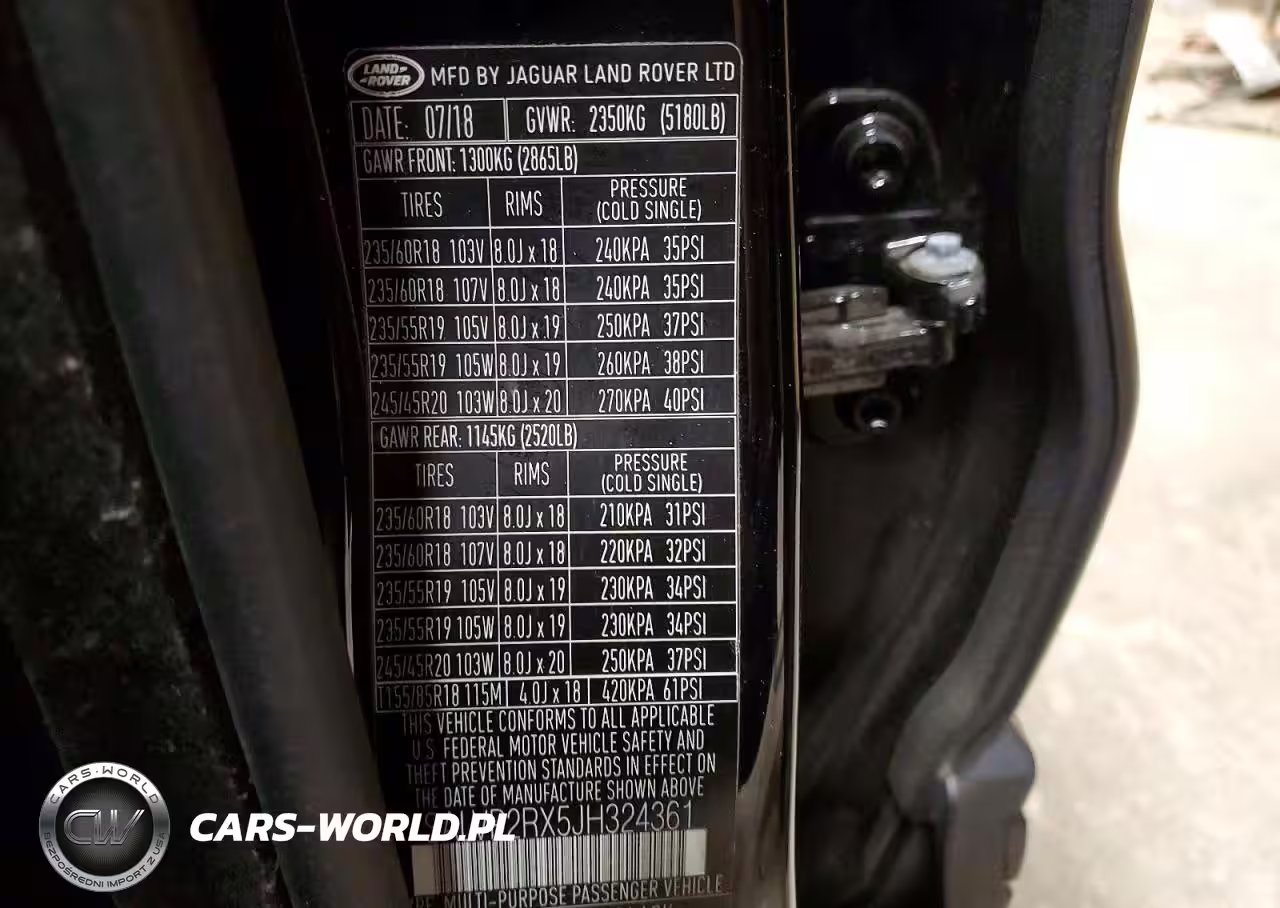 LAND-
-ROVER
MFD BY JAGUAR LAND ROVER LTD
DATE: 07/18 GVWR: 2350KG (5180LB)
GAWR FRONT: 1300KG (2865LB)
TIRES RIMS PRESSURE
(COLD SINGLE)
235/60R18 103V 8.0J x 18 240KPA 35PSI
235/60R18 107V 8.0J x 18 240KPA 35PSI
235/55R19 105V 8.0J x 19 250KPA 37PSI
235/55R19 105W 8.0J x 19 260KPA 38PSI
245/45R20 103W 8.0J x 20 270KPA 40PSI
GAWR REAR: 1145KG (2520LB)
TIRES RIMS PRESSURE
(COLD SINGLE)
235/60R18 103V 8.0J x 18 210KPA 31PSI
235/60R18 107V 8.0J x 18 220KPA 32PSI
235/55R19 105V 8.0J x 19 230KPA 34PSI
235/55R19 105W 8.0J x 19 230KPA 34PSI
245/45R20 103W 8.0J x 20 250KPA 37PSI
T155/85R18 115M 4.0J x 18 420KPA 61PSI
THIS VEHICLE CONFORMS TO ALL APPLICABLE
U.S. FEDERAL MOTOR VEHICLE SAFETY AND
THEFT PREVENTION STANDARDS IN EFFECT ON
THE DATE OF MANUFACTURE SHOWN ABOVE
2RX5JH324361
MULTI-PURPOSE PASSENGER VEHICLE
CARS-WORLD
CW
BEZPOŚREDNI IMPORT Z USA
CARS-WORLD.PL